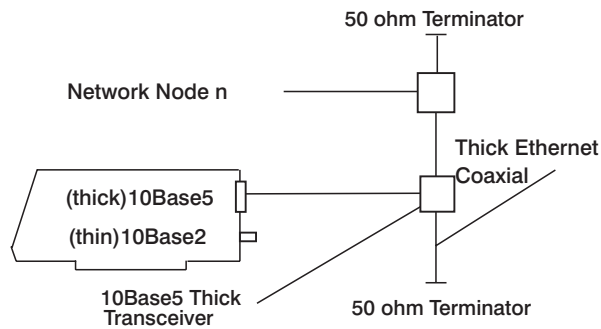 50 ohm Terminator
Network Node n
Thick Ethernet
Coaxial
(thick)10Base5
(thin)10Base2
10Base5 Thick
Transceiver
50 ohm Terminator